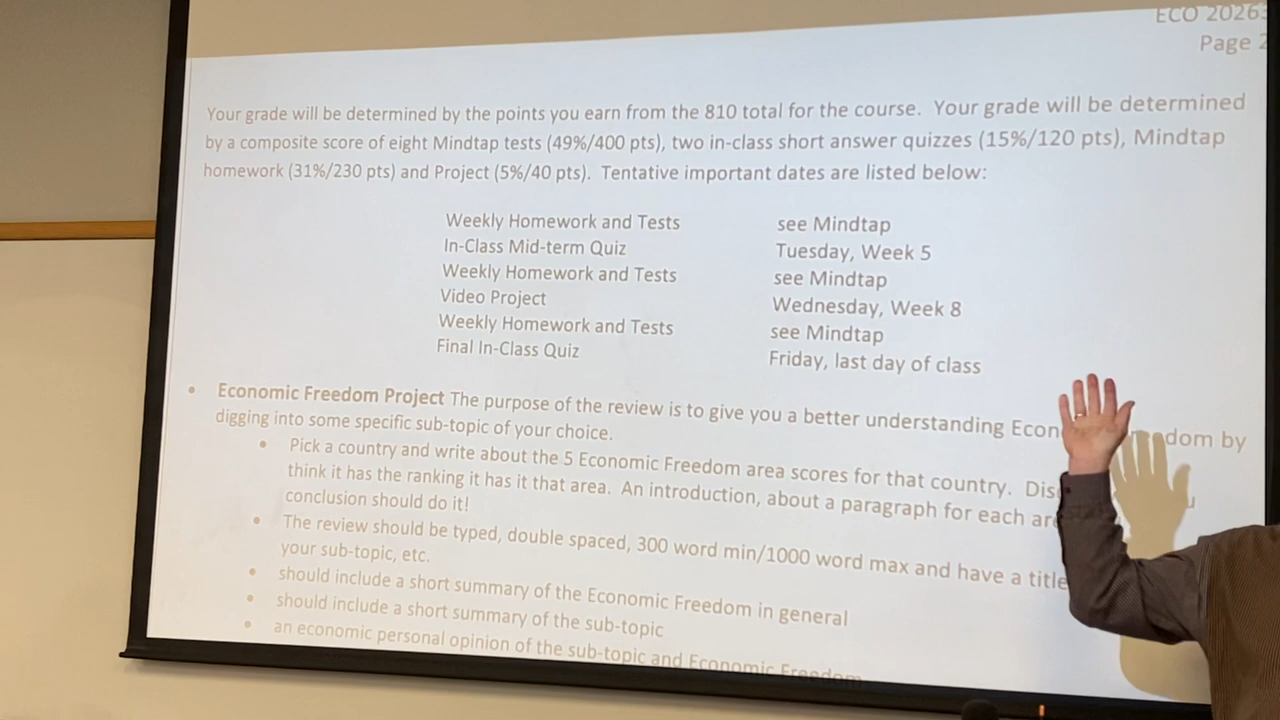 ECO 2026
Page 2
Your grade will be determined by the points you earn from the 810 total for the course. Your grade will be determined
by a composite score of eight Mindtap tests (49%/400 pts), two in-class short answer quizzes (15%/120 pts), Mindtap
homework (31%/230 pts) and Project (5%/40 pts). Tentative important dates are listed below:
Weekly Homework and Tests see Mindtap
In-Class Mid-term Quiz Tuesday, Week 5
Weekly Homework and Tests see Mindtap
Video Project Wednesday, Week 8
Weekly Homework and Tests see Mindtap
Final In-Class Quiz Friday, last day of class
• Economic Freedom Project The purpose of the review is to give you a better understanding Econ dom by
digging into some specific sub-topic of your choice.
• Pick a country and write about the 5 Economic Freedom area scores for that country.
think it has the ranking it has it that area. An introduction, about a paragraph for each
conclusion should do it!
• The review should be typed, double spaced, 300 word min/1000 word max and have a title
your sub-topic, etc.
• should include a short summary of the Economic Freedom in general
• should include a short summary of the sub-topic
• an economic personal opinion of the sub-topic and Economic Freedom